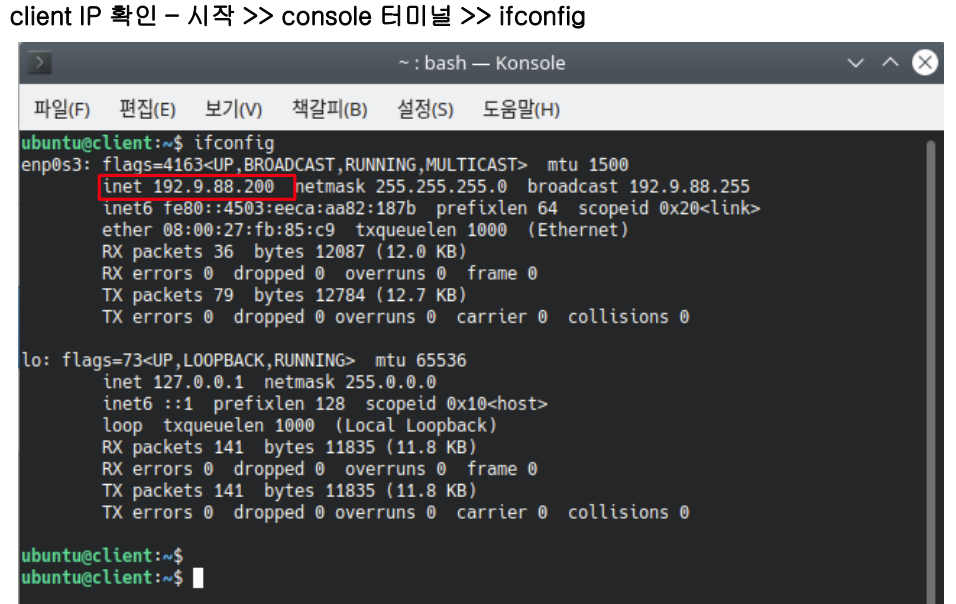 client IP 확인 – 시작 >> console 터미널 >> ifconfig
~ : bash — Konsole
파일(F) 편집(E) 보기(V) 책갈피(B) 설정(S) 도움말(H)
ubuntu@client:~$ ifconfig
enp0s3: flags=4163<UP,BROADCAST,RUNNING,MULTICAST>  mtu 1500
        inet 192.9.88.200  netmask 255.255.255.0  broadcast 192.9.88.255
        inet6 fe80::4503:eeca:aa82:187b  prefixlen 64  scopeid 0x20<link>
        ether 08:00:27:fb:85:c9  txqueuelen 1000  (Ethernet)
        RX packets 36  bytes 12087 (12.0 KB)
        RX errors 0  dropped 0  overruns 0  frame 0
        TX packets 79  bytes 12784 (12.7 KB)
        TX errors 0  dropped 0 overruns 0  carrier 0  collisions 0
lo: flags=73<UP,LOOPBACK,RUNNING>  mtu 65536
        inet 127.0.0.1  netmask 255.0.0.0
        inet6 ::1  prefixlen 128  scopeid 0x10<host>
        loop  txqueuelen 1000  (Local Loopback)
        RX packets 141  bytes 11835 (11.8 KB)
        RX errors 0  dropped 0  overruns 0  frame 0
        TX packets 141  bytes 11835 (11.8 KB)
        TX errors 0  dropped 0 overruns 0  carrier 0  collisions 0
ubuntu@client:~$
ubuntu@client:~$